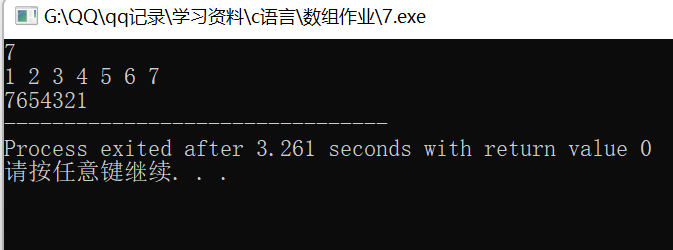 G:\QQ\qq记录\学习资料\c语言\数组作业\7.exe
7
1 2 3 4 5 6 7
7654321
--------------------------------
Process exited after 3.261 seconds with return value 0
请按任意键继续. . .